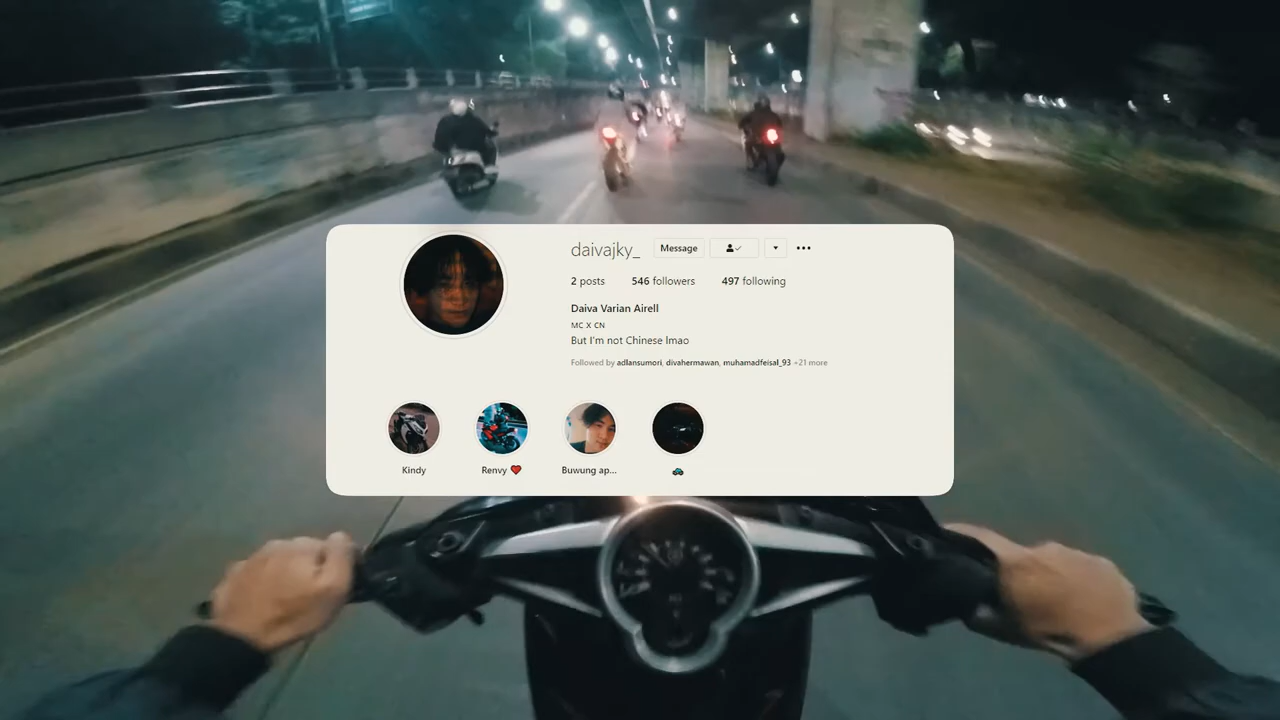 daivajky_ Message
2 posts 546 followers 497 following
Daiva Varian Airell
MC X CN
But I'm not Chinese lmao
Followed by adlansumori, divahermawan, muhamadfeisal_93 +21 more
Kindy Renvy ❤️ Buwung ap... 🚓